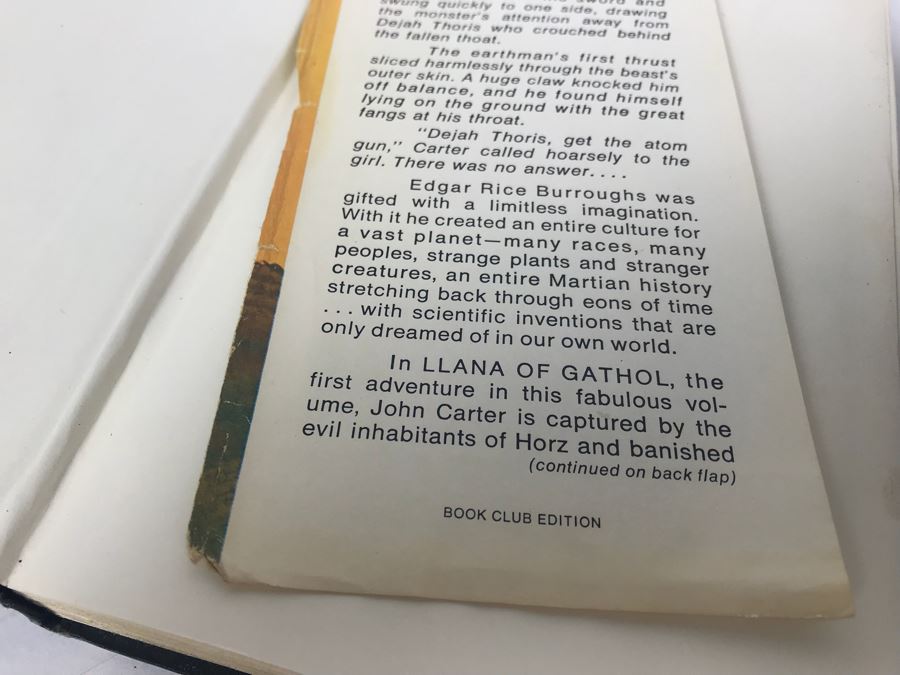 swung quickly to one side, drawing
the monster's attention away from
Dejah Thoris who crouched behind
the fallen thoat.
The earthman's first thrust
sliced harmlessly through the beast's
outer skin. A huge claw knocked him
off balance, and he found himself
lying on the ground with the great
fangs at his throat.
"Dejah Thoris, get the atom
gun," Carter called hoarsely to the
girl. There was no answer....
Edgar Rice Burroughs was
gifted with a limitless imagination.
With it he created an entire culture for
a vast planet—many races, many
peoples, strange plants and stranger
creatures, an entire Martian history
stretching back through eons of time
... with scientific inventions that are
only dreamed of in our own world.
In LLANA OF GATHOL, the
first adventure in this fabulous vol-
ume, John Carter is captured by the
evil inhabitants of Horz and banished
(continued on back flap)
BOOK CLUB EDITION